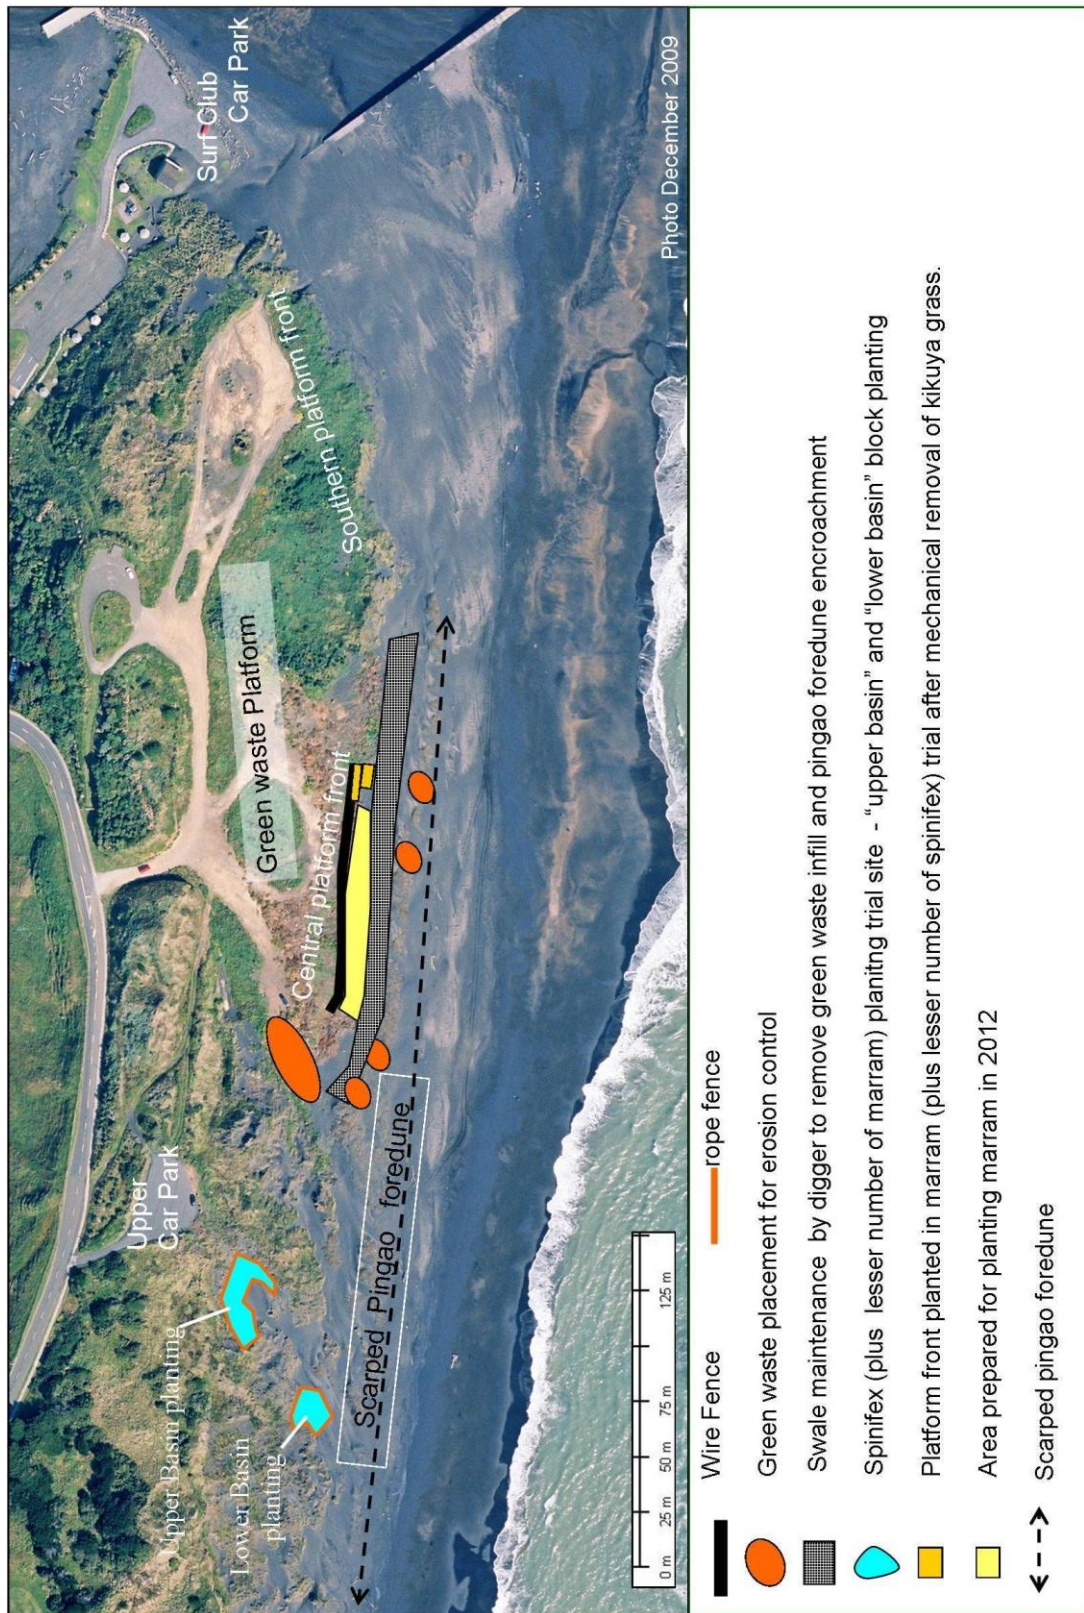 Surf Club
Car Park
Southern platform front
Green waste Platform
Central platform front
Upper
Car Park
Upper Basin planting
Lower Basin
planting
Scarped Pingao foredune
Photo December 2009
0 m
25 m
50 m
75 m
125 m
Wire Fence
rope fence
Green waste placement for erosion control
Swale maintenance by digger to remove green waste infill and pingao foredune encroachment
Spinifex (plus lesser number of marram) planitng trial site - “upper basin” and “lower basin” block planting
Platform front planted in marram (plus lesser number of spinifex) trial after mechanical removal of kikuya grass.
Area prepared for planting marram in 2012
Scarped pingao foredune